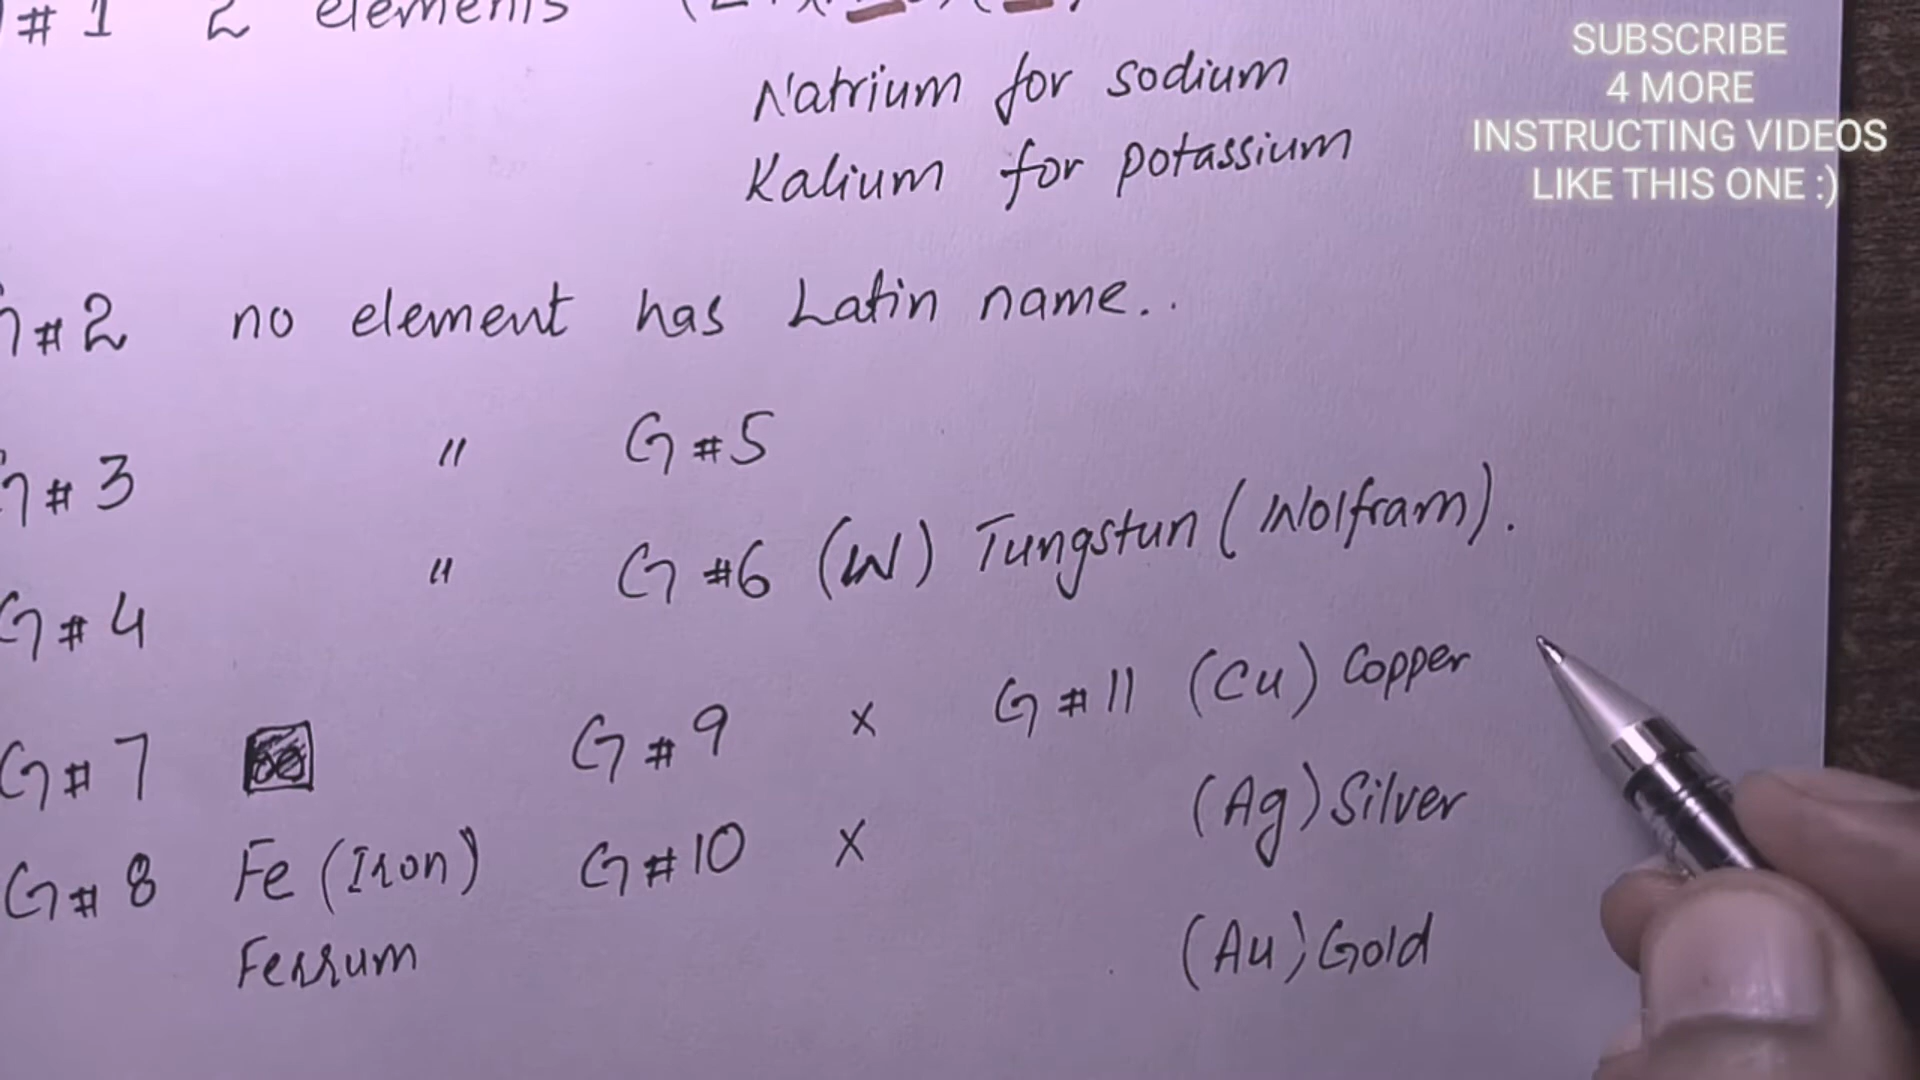 G#1 2 elements
Natrium for sodium
Kalium for potassium
G#2 no element has Latin name..
G#3 " G#5
G#4 " G#6 (W) Tungstun (Wolfram).
G#7 G#9 x G#11 (Cu) Copper
G#8 Fe (Iron) G#10 x (Ag) Silver
Ferrum (Au) Gold
SUBSCRIBE
4 MORE
INSTRUCTING VIDEOS
LIKE THIS ONE :)